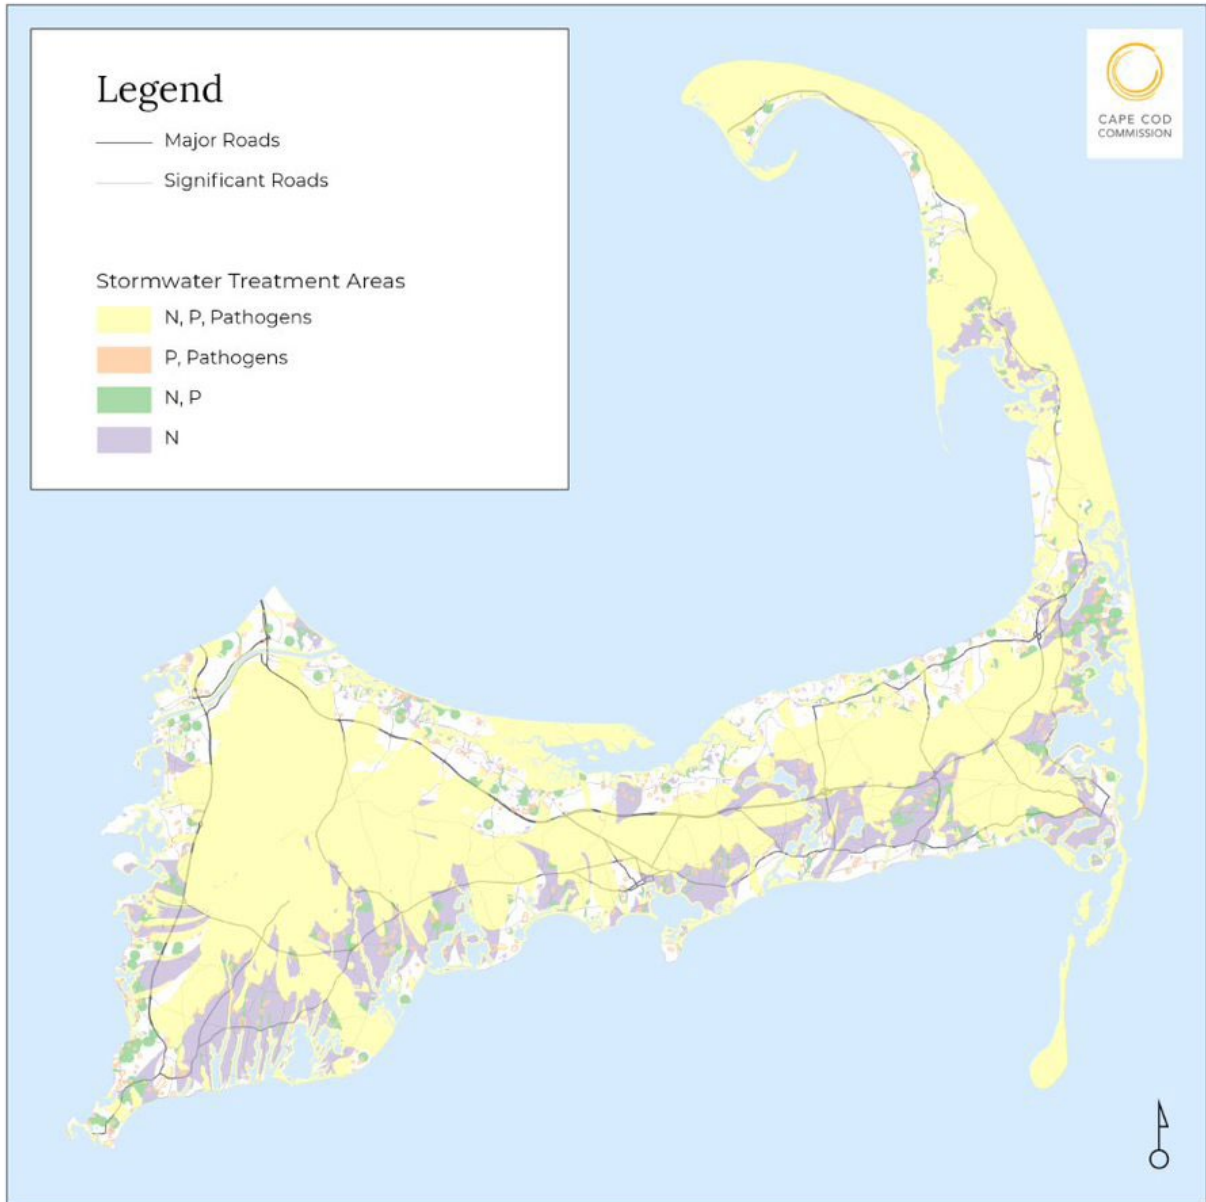 Legend
Major Roads
Significant Roads
Stormwater Treatment Areas
N, P, Pathogens
P, Pathogens
N, P
N
CAPE COD
COMMISSION